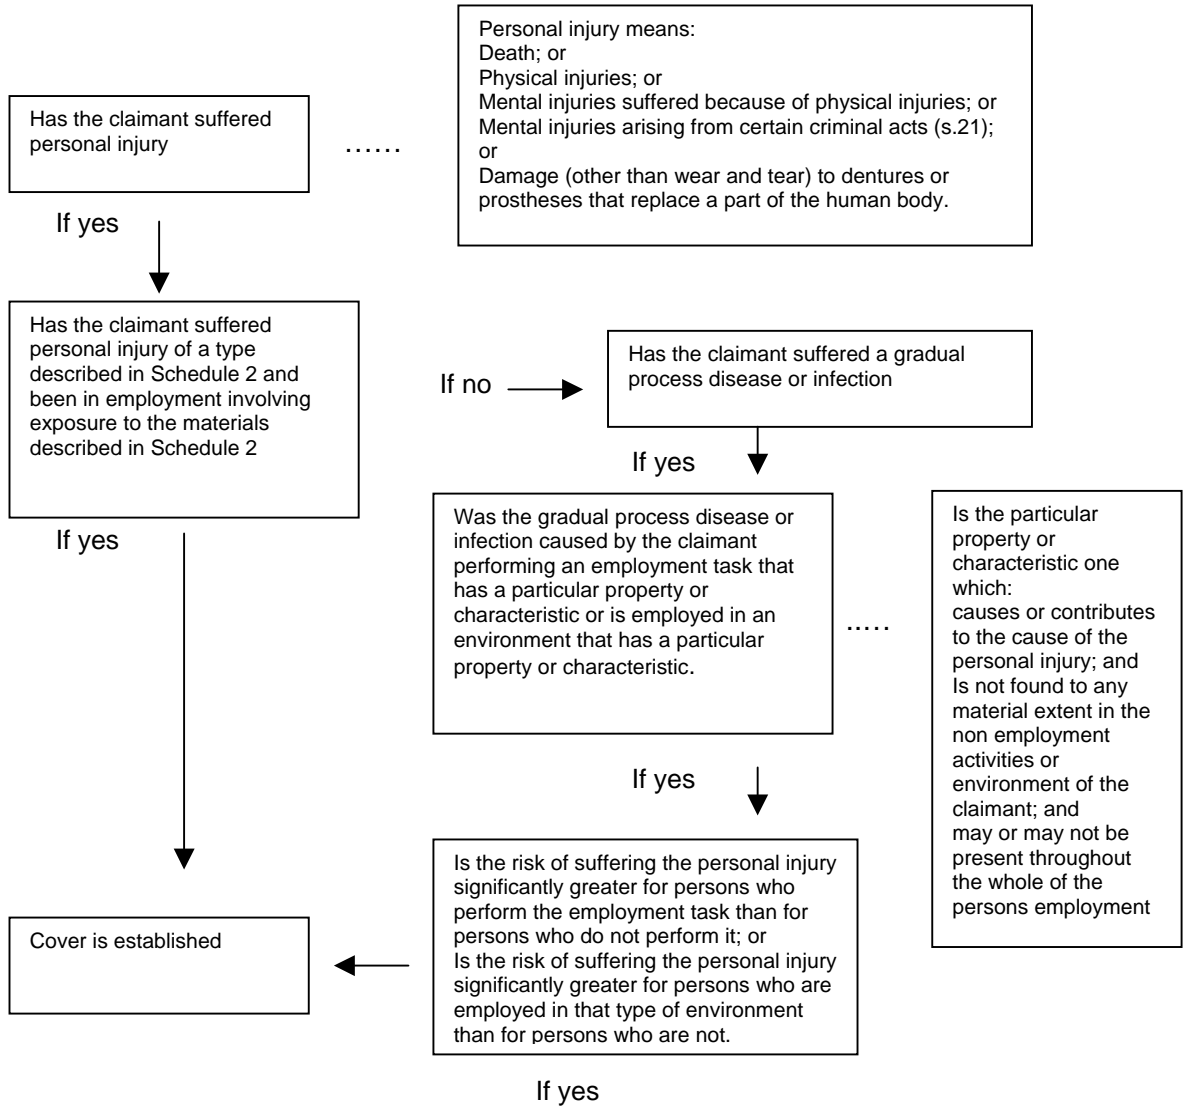 Has the claimant suffered
personal injury
……
Personal injury means:
Death; or
Physical injuries; or
Mental injuries suffered because of physical injuries; or
Mental injuries arising from certain criminal acts (s.21);
or
Damage (other than wear and tear) to dentures or
prostheses that replace a part of the human body.
If yes
Has the claimant suffered
personal injury of a type
described in Schedule 2 and
been in employment involving
exposure to the materials
described in Schedule 2
If no
Has the claimant suffered a gradual
process disease or infection
If yes
If yes
Was the gradual process disease or
infection caused by the claimant
performing an employment task that
has a particular property or
characteristic or is employed in an
environment that has a particular
property or characteristic.
…..
Is the particular
property or
characteristic one
which:
causes or contributes
to the cause of the
personal injury; and
Is not found to any
material extent in the
non employment
activities or
environment of the
claimant; and
may or may not be
present throughout
the whole of the
persons employment
If yes
Is the risk of suffering the personal injury
significantly greater for persons who
perform the employment task than for
persons who do not perform it; or
Is the risk of suffering the personal injury
significantly greater for persons who are
employed in that type of environment
than for persons who are not.
Cover is established
If yes